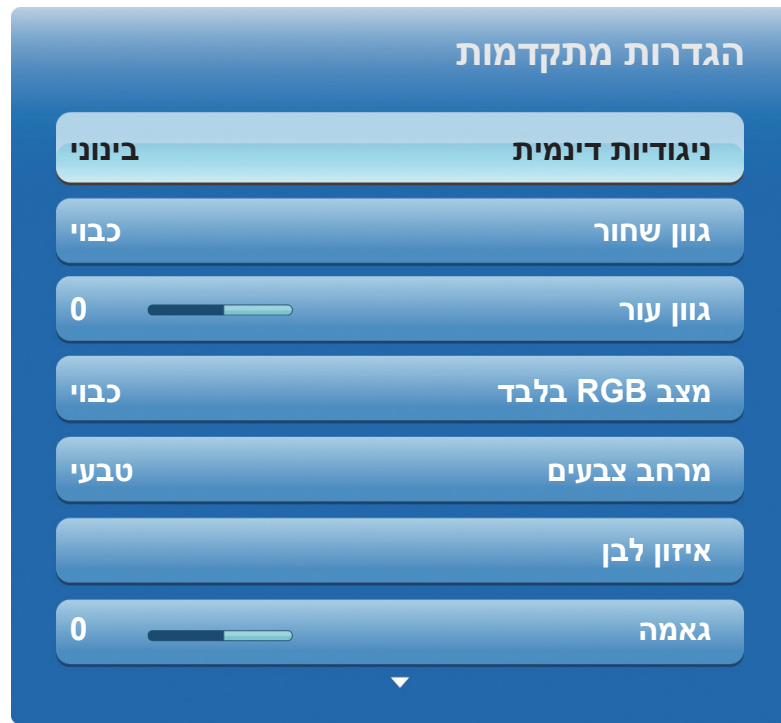 הגדרות מתקדמות
ניגודיות דינמית בינוני
גוון שחור כבוי
גוון עור 0
מצב RGB בלבד כבוי
מרחב צבעים טבעי
איזון לבן
גאמה 0